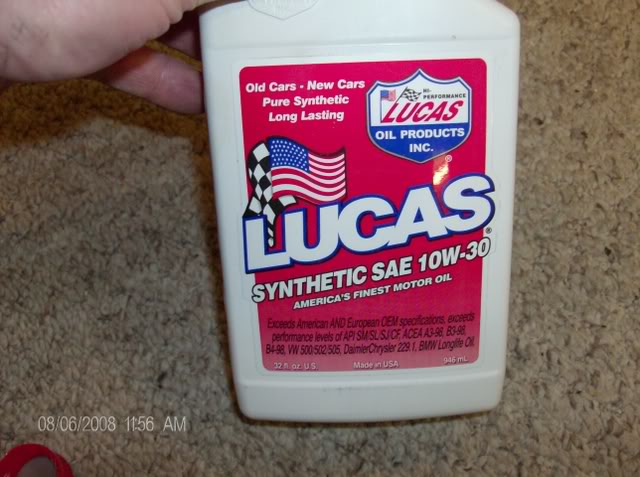 Old Cars - New Cars
Pure Synthetic
Long Lasting
HI-
PERFORMANCE
LUCAS
OIL PRODUCTS
INC.
®
LUCAS®
SYNTHETIC SAE 10W-30
AMERICA'S FINEST MOTOR OIL
Exceeds American AND European OEM specifications, exceeds
performance levels of API SM/SL/SJ/CF, ACEA A3-98, B3-98,
B4-98, VW 500/502/505, DaimlerChrysler 229.1, BMW Longlife Oil.
32 fl. oz. U.S. Made in USA 946 mL
08/06/2008 11:56 AM